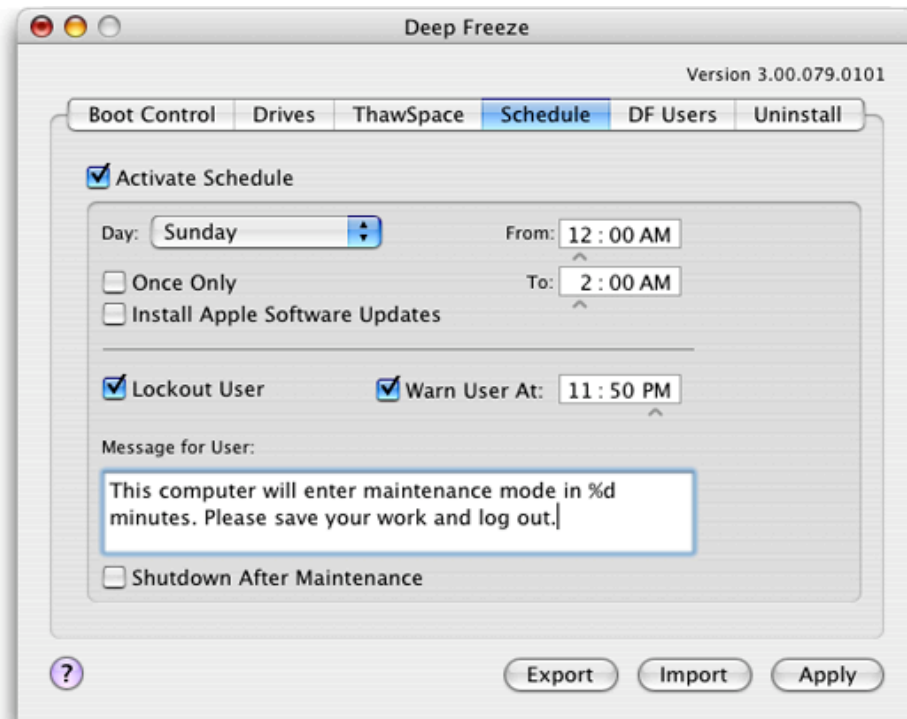 Deep Freeze
Version 3.00.079.0101
Boot Control Drives ThawSpace Schedule DF Users Uninstall
Activate Schedule
Day: Sunday From: 12 : 00 AM
Once Only To: 2 : 00 AM
Install Apple Software Updates
Lockout User Warn User At: 11 : 50 PM
Message for User:
This computer will enter maintenance mode in %d
minutes. Please save your work and log out.
Shutdown After Maintenance
? Export Import Apply